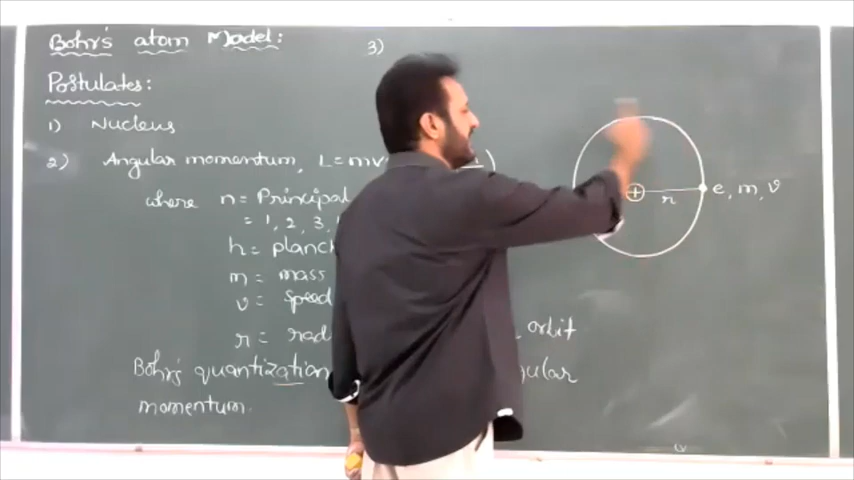 Bohr's atom Model:
3)
Postulates:
1) Nucleus
2) Angular momentum, L = mv )
where n = Principal
= 1, 2, 3,
h = planck
m = mass
v = speed
r = rad orbit
Bohr's quantization gular
momentum.
+ r e, m, v